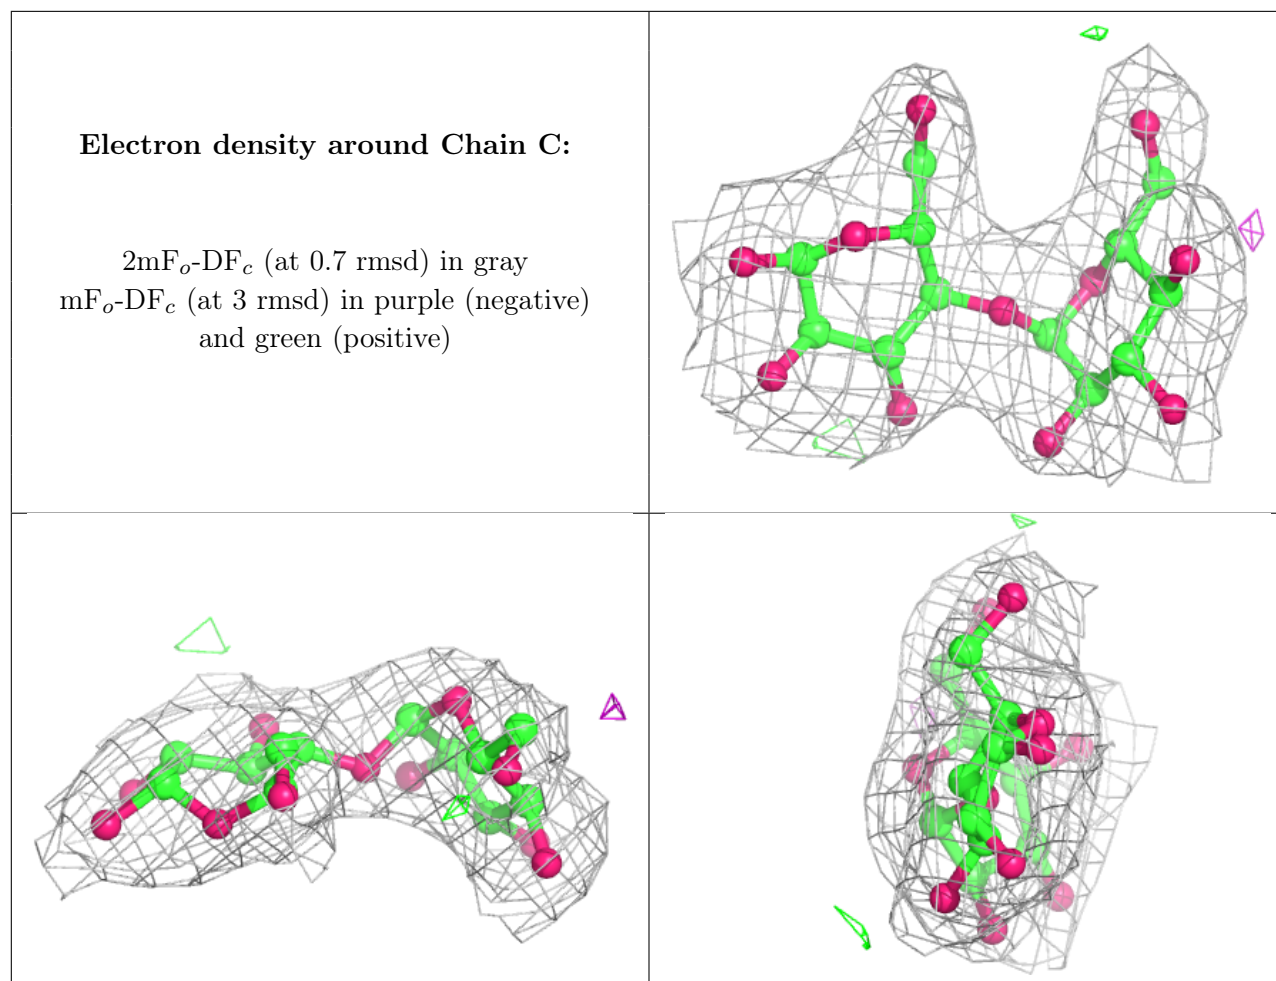 Electron density around Chain C:
2mFo-DFc (at 0.7 rmsd) in gray
mFo-DFc (at 3 rmsd) in purple (negative)
and green (positive)